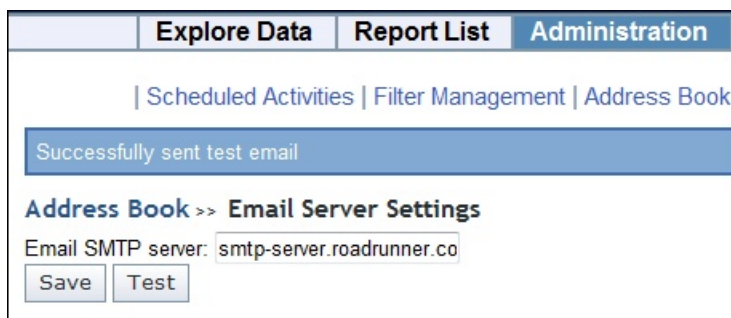 Explore Data Report List Administration
| Scheduled Activities | Filter Management | Address Book
Successfully sent test email
Address Book >> Email Server Settings
Email SMTP server: smtp-server.roadrunner.co
Save Test